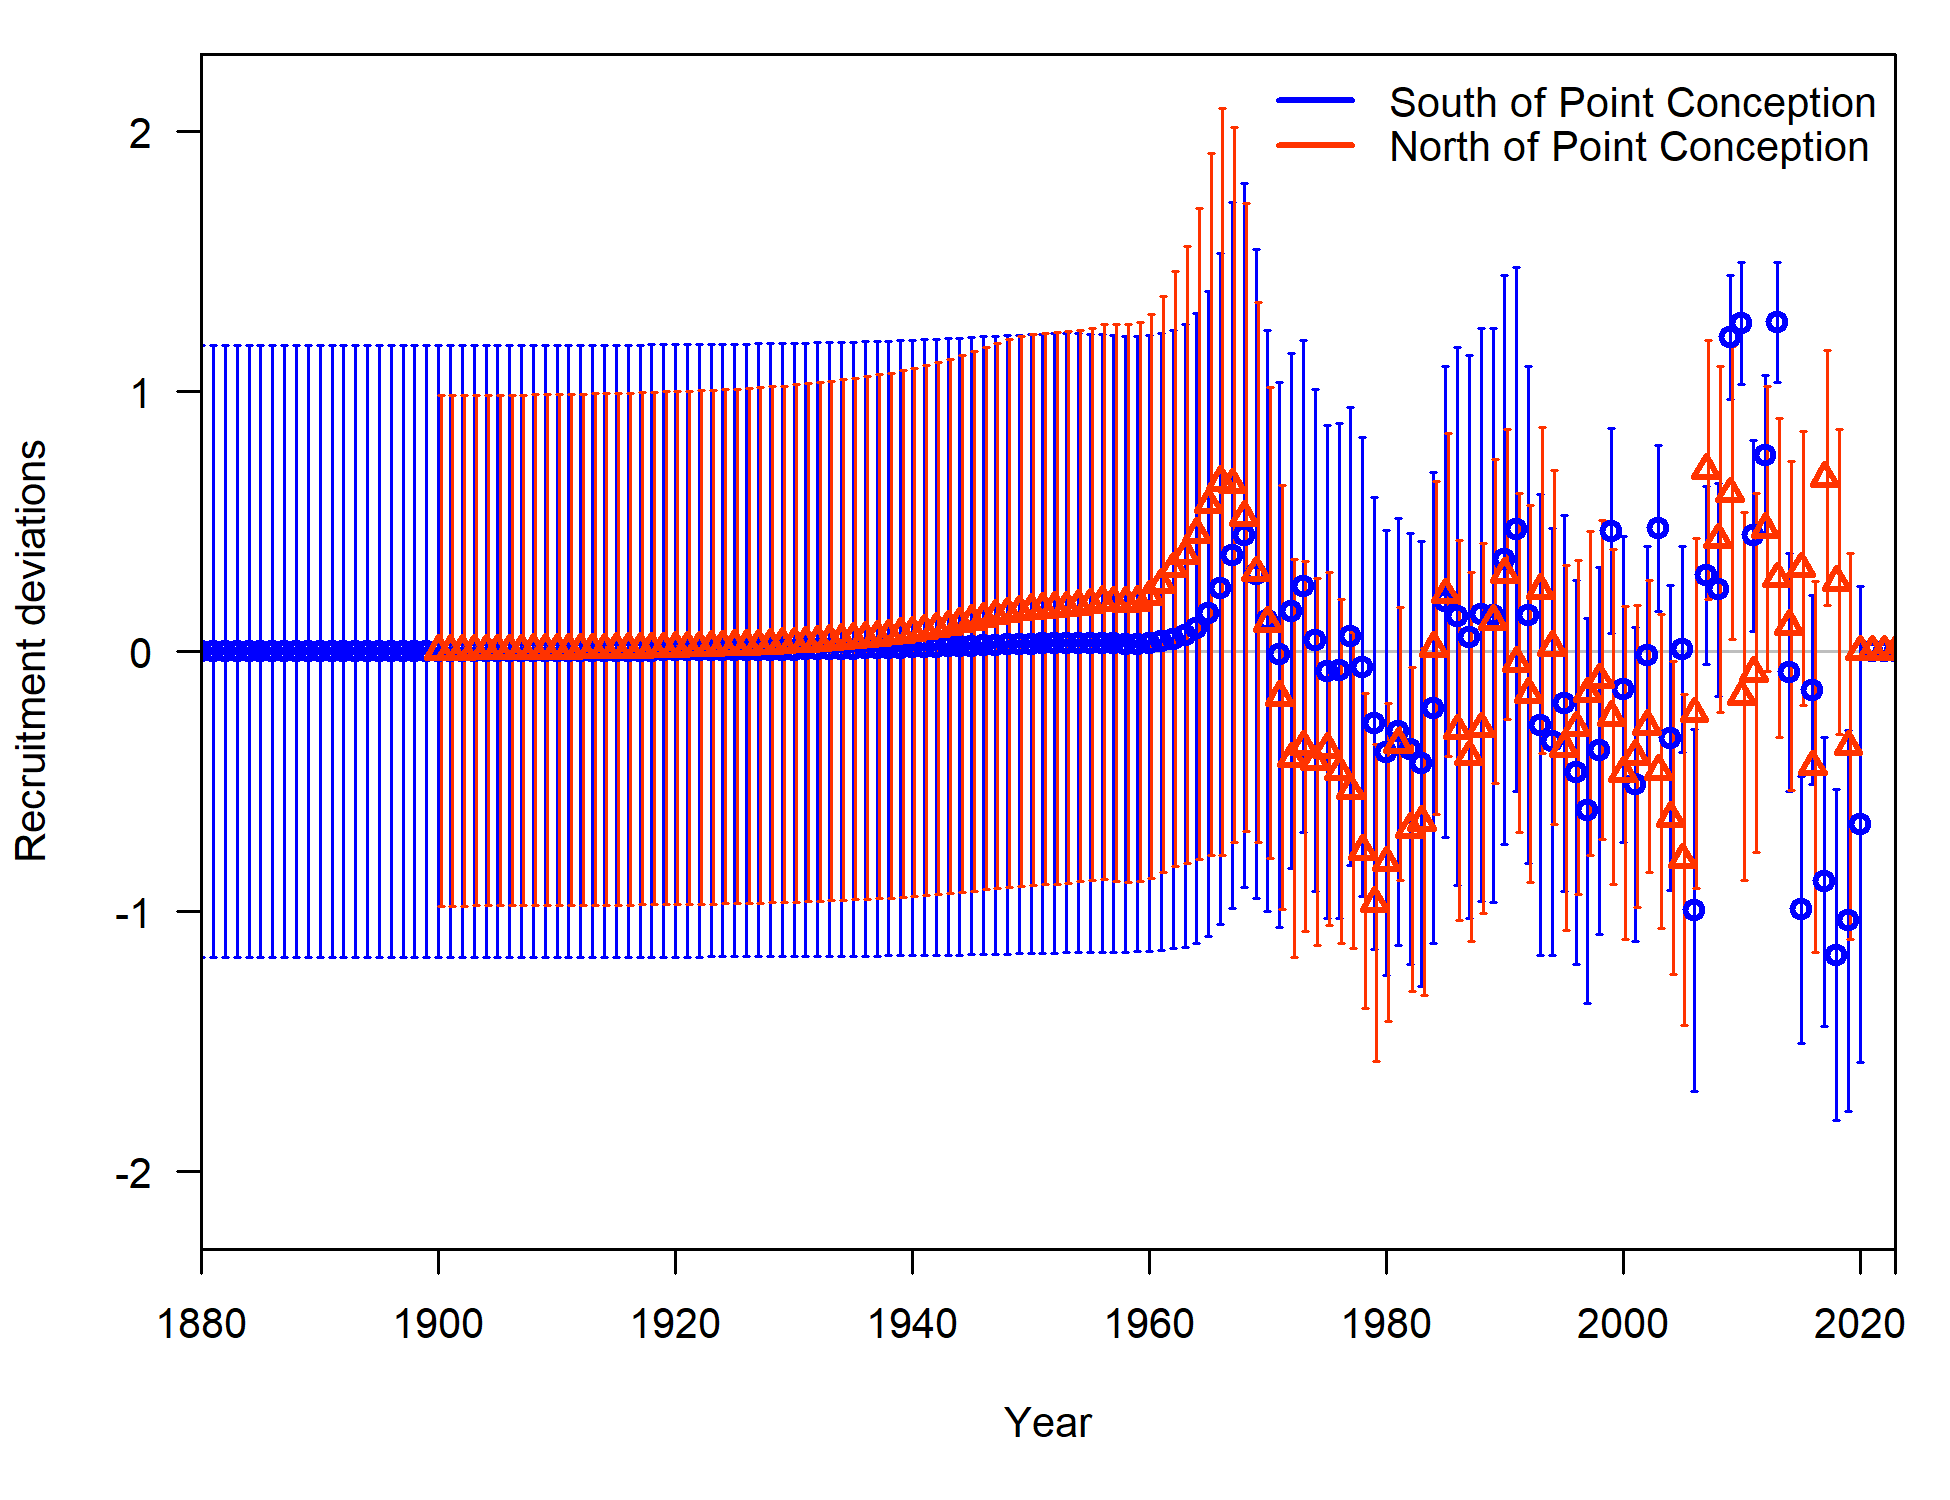 South of Point Conception
North of Point Conception
2
1
0
-1
-2
Recruitment deviations
1880 1900 1920 1940 1960 1980 2000 2020
Year